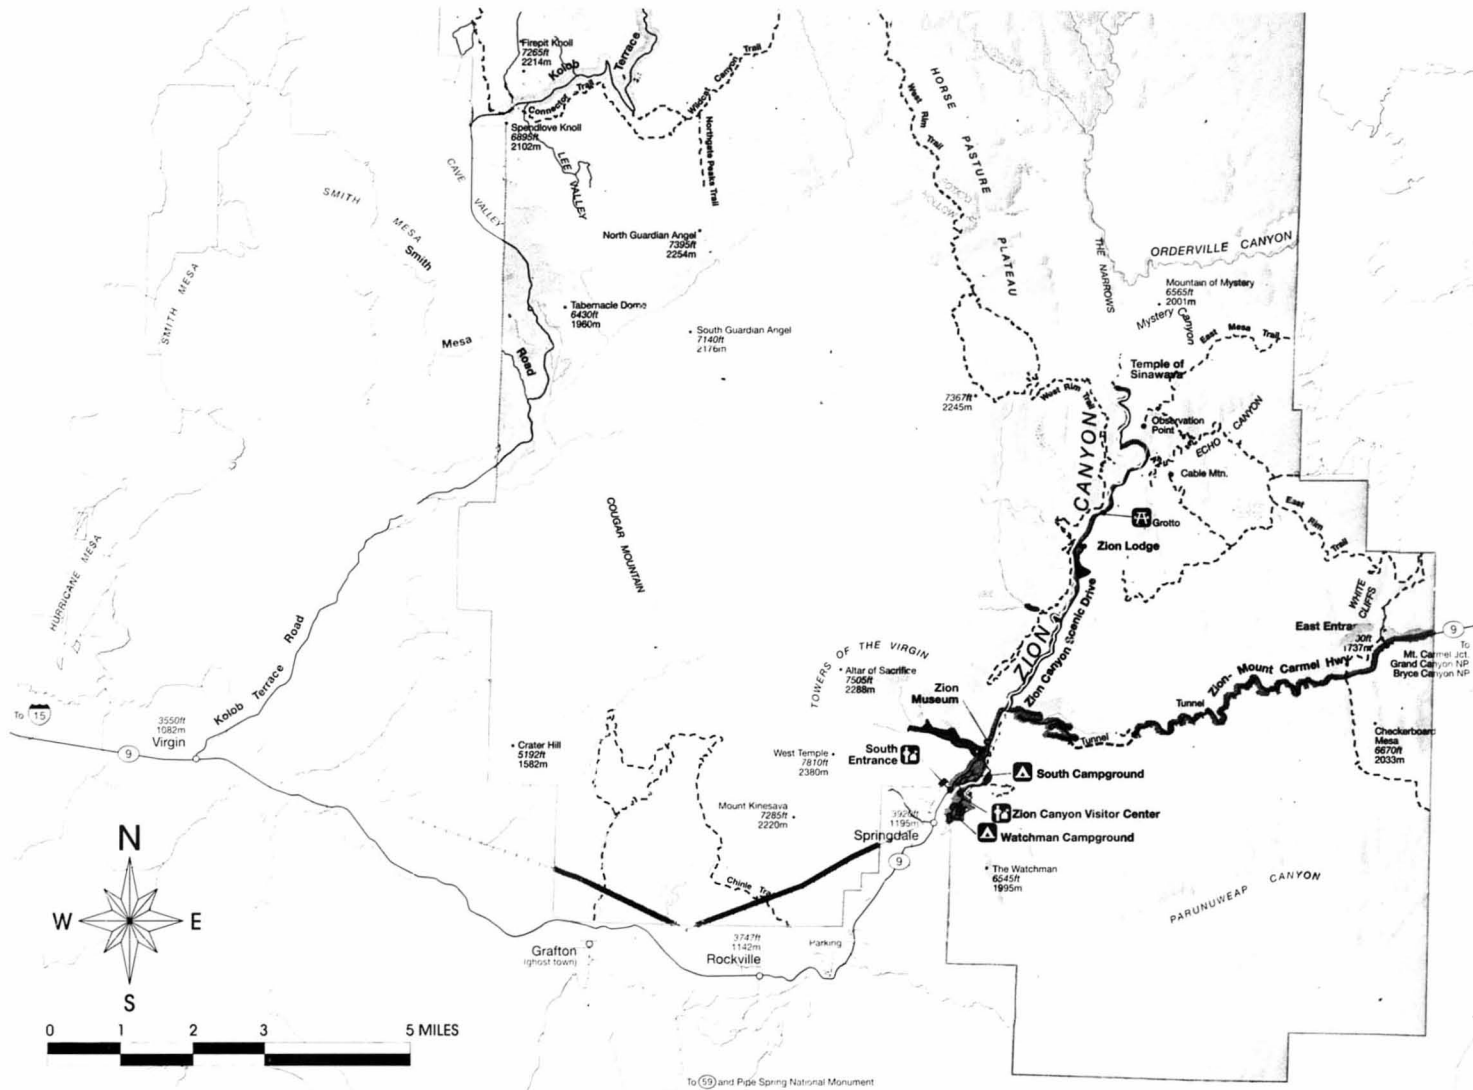 Firepit Knoll
7265ft
2214m
Kolob
Terrace
Connector Trail
Wildcat Canyon Trail
Northgate Peaks Trail
Spendlove Knoll
6895ft
2102m
LEE
VALLEY
CAVE
VALLEY
SMITH
MESA
Smith
Mesa
Road
SMITH MESA
North Guardian Angel
7395ft
2254m
Tabernacle Dome
6430ft
1960m
South Guardian Angel
7140ft
2176m
HORSE
PASTURE
PLATEAU
West Rim Trail
THE NARROWS
ORDERVILLE CANYON
Mountain of Mystery
6565ft
2001m
Mystery Canyon
East Mesa Trail
Temple of
Sinawava
West Rim Trail
7367ft
2245m
Observation
Point
ECHO CANYON
Cable Mtn.
ZION CANYON
Grotto
Zion Lodge
East Rim Trail
COUGAR MOUNTAIN
HURRICANE MESA
Kolob Terrace Road
WHITE
CLIFFS
East Entra
30ft
1737m
9
To
Mt. Carmel Jct.
Grand Canyon NP
Bryce Canyon NP
Zion Canyon Scenic Drive
Zion- Mount Carmel Hwy
Tunnel
Tunnel
TOWERS OF THE VIRGIN
Altar of Sacrifice
7505ft
2288m
Zion
Museum
To 15
3550ft
1082m
Virgin
9
Crater Hill
5192ft
1582m
West Temple
7810ft
2380m
South
Entrance
South Campground
Checkerboard
Mesa
6670ft
2033m
Mount Kinesava
7285ft
2220m
1195m
Springdale
Zion Canyon Visitor Center
Watchman Campground
9
The Watchman
6545ft
1995m
Chinle Tra
PARUNUWEAP CANYON
N
W
E
S
Grafton
(ghost town)
3747ft
1142m
Rockville
Parking
0 1 2 3 5 MILES
To 59 and Pipe Spring National Monument